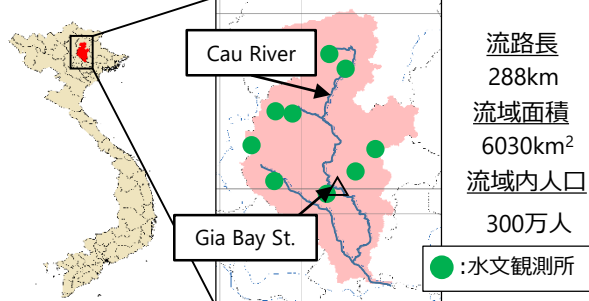 Cau River
Gia Bay St.
流路長
288km
流域面積
6030km²
流域内人口
300万人
:水文観測所